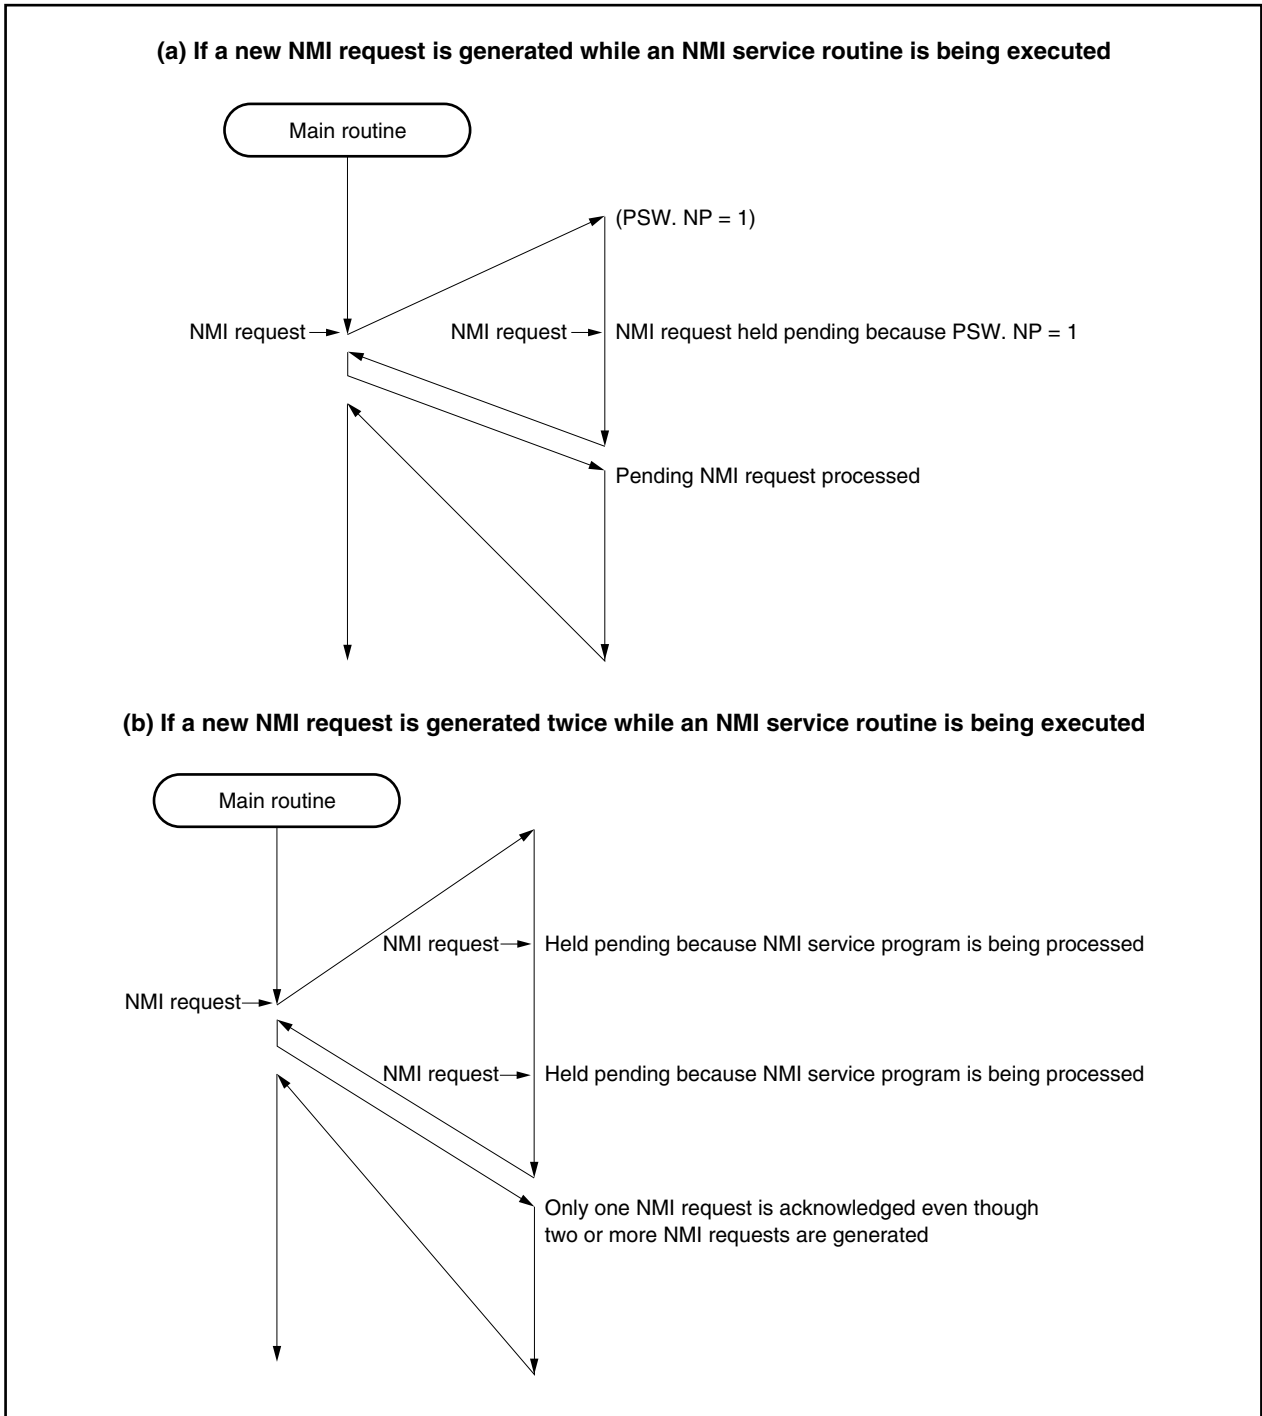 (a) If a new NMI request is generated while an NMI service routine is being executed
Main routine
(PSW. NP = 1)
NMI request
NMI request
NMI request held pending because PSW. NP = 1
Pending NMI request processed
(b) If a new NMI request is generated twice while an NMI service routine is being executed
Main routine
NMI request
Held pending because NMI service program is being processed
NMI request
NMI request
Held pending because NMI service program is being processed
Only one NMI request is acknowledged even though
two or more NMI requests are generated